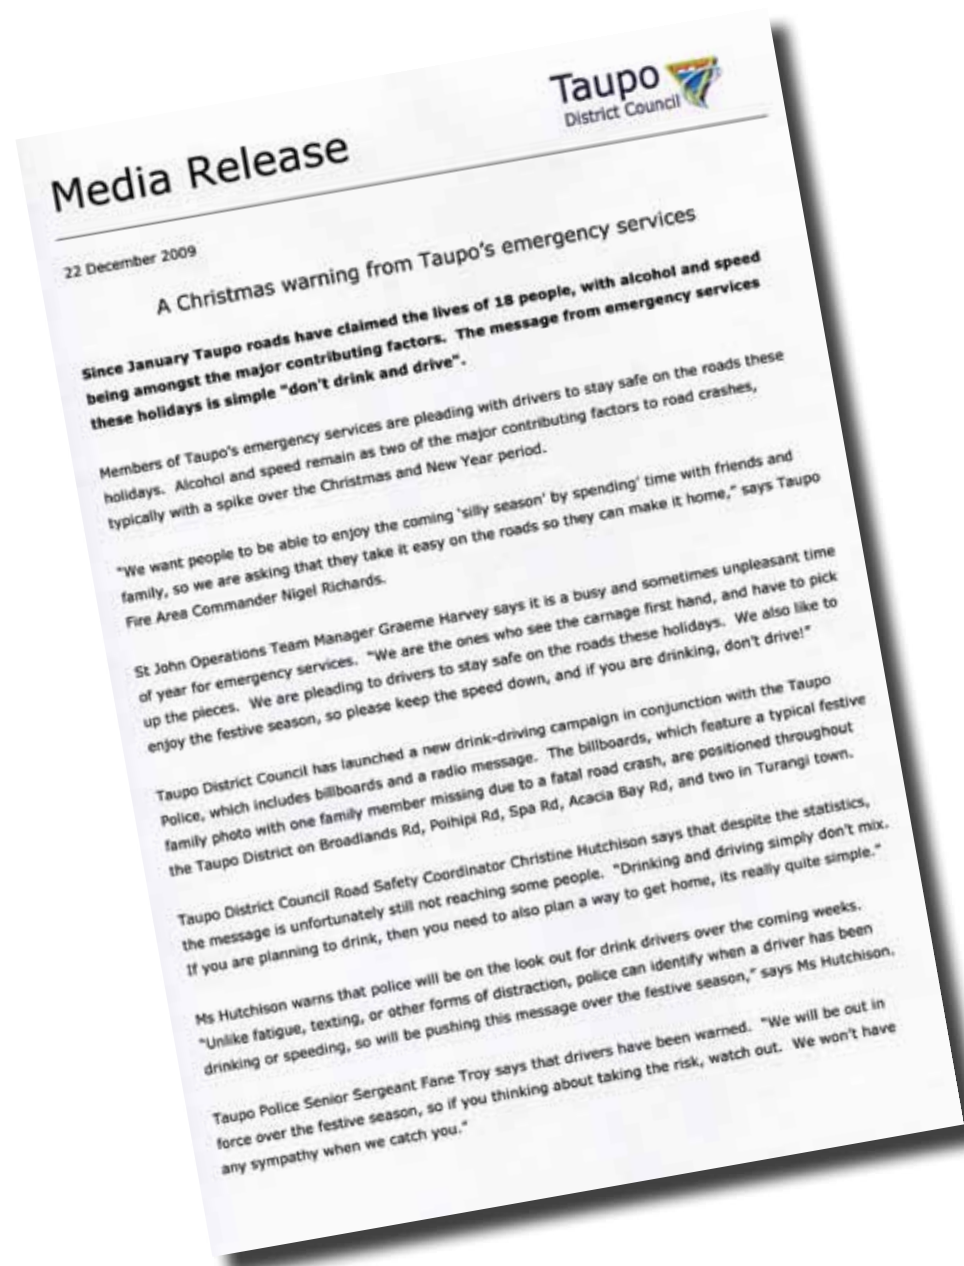 Taupo
District Council
Media Release
22 December 2009
A Christmas warning from Taupo's emergency services
Since January Taupo roads have claimed the lives of 18 people, with alcohol and speed
being amongst the major contributing factors. The message from emergency services
these holidays is simple "don't drink and drive".
Members of Taupo's emergency services are pleading with drivers to stay safe on the roads these
holidays. Alcohol and speed remain as two of the major contributing factors to road crashes,
typically with a spike over the Christmas and New Year period.
"We want people to be able to enjoy the coming 'silly season' by spending' time with friends and
family, so we are asking that they take it easy on the roads so they can make it home," says Taupo
Fire Area Commander Nigel Richards.
St John Operations Team Manager Graeme Harvey says it is a busy and sometimes unpleasant time
of year for emergency services. "We are the ones who see the carnage first hand, and have to pick
up the pieces. We are pleading to drivers to stay safe on the roads these holidays. We also like to
enjoy the festive season, so please keep the speed down, and if you are drinking, don't drive!"
Taupo District Council has launched a new drink-driving campaign in conjunction with the Taupo
Police, which includes billboards and a radio message. The billboards, which feature a typical festive
family photo with one family member missing due to a fatal road crash, are positioned throughout
the Taupo District on Broadlands Rd, Poihipi Rd, Spa Rd, Acacia Bay Rd, and two in Turangi town.
Taupo District Council Road Safety Coordinator Christine Hutchison says that despite the statistics,
the message is unfortunately still not reaching some people. "Drinking and driving simply don't mix.
If you are planning to drink, then you need to also plan a way to get home, its really quite simple."
Ms Hutchison warns that police will be on the look out for drink drivers over the coming weeks.
"Unlike fatigue, texting, or other forms of distraction, police can identify when a driver has been
drinking or speeding, so will be pushing this message over the festive season," says Ms Hutchison.
Taupo Police Senior Sergeant Fane Troy says that drivers have been warned. "We will be out in
force over the festive season, so if you thinking about taking the risk, watch out. We won't have
any sympathy when we catch you."